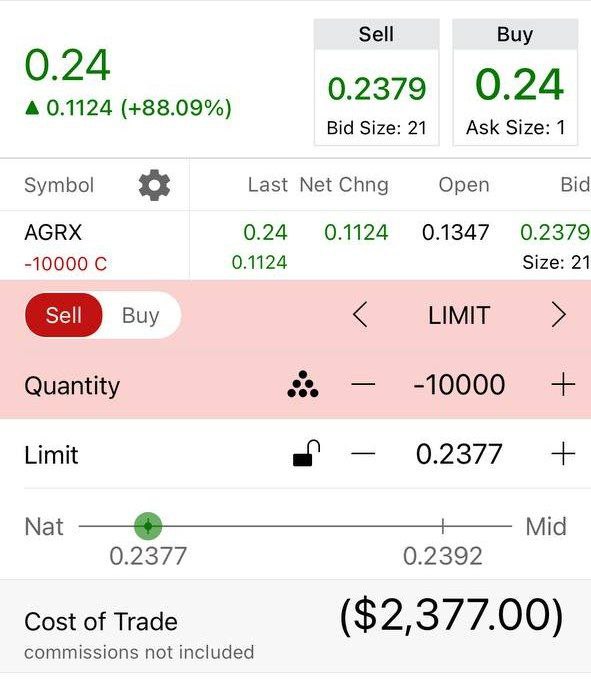 Sell Buy
0.24
▲ 0.1124 (+88.09%)
0.2379 0.24
Bid Size: 21 Ask Size: 1
Symbol Last Net Chng Open Bid
AGRX 0.24 0.1124 0.1347 0.2379
-10000 C 0.1124 Size: 21
Sell Buy < LIMIT >
Quantity — -10000 +
Limit — 0.2377 +
Nat Mid
0.2377 0.2392
Cost of Trade ($2,377.00)
commissions not included